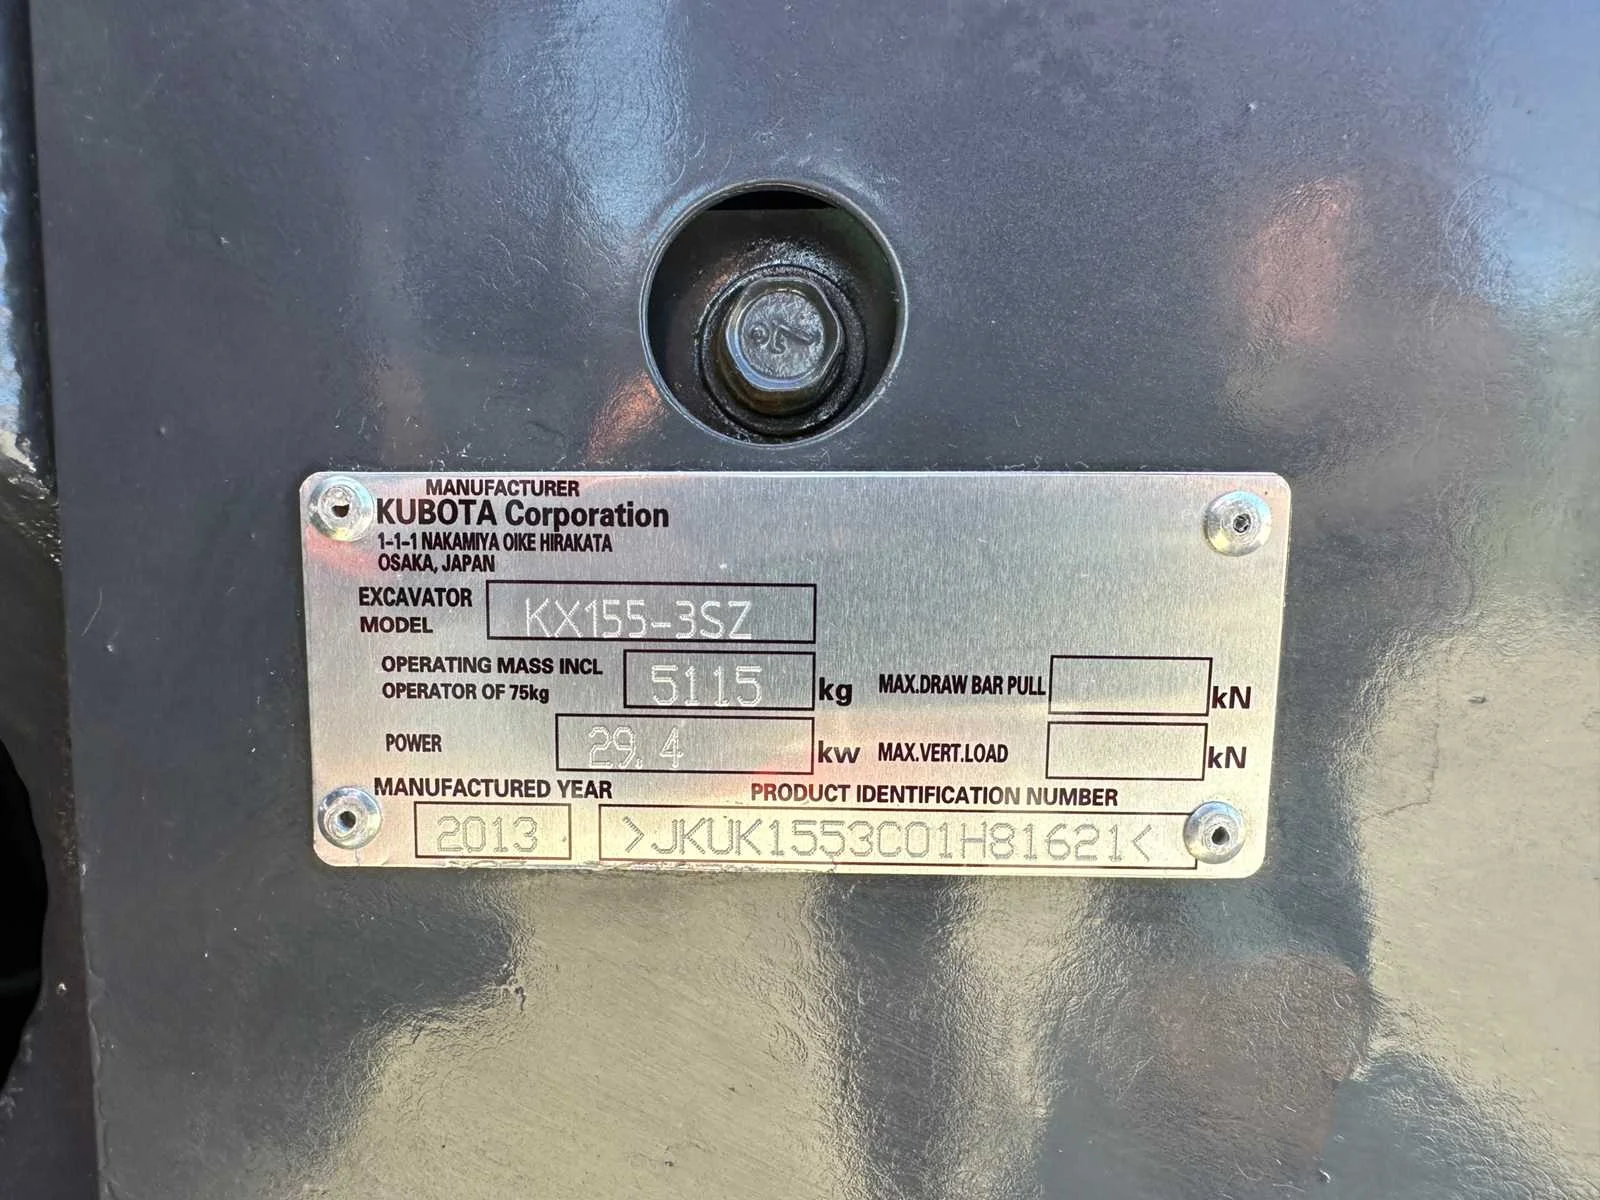 MANUFACTURER
KUBOTA Corporation
1-1-1 NAKAMIYA OIKE HIRAKATA
OSAKA, JAPAN
EXCAVATOR
MODEL KX155-3SZ
OPERATING MASS INCL
OPERATOR OF 75kg 5115 kg MAX.DRAW BAR PULL kN
POWER 29.4 kw MAX.VERT.LOAD kN
MANUFACTURED YEAR PRODUCT IDENTIFICATION NUMBER
2013 >JKUK1553C01H81621<